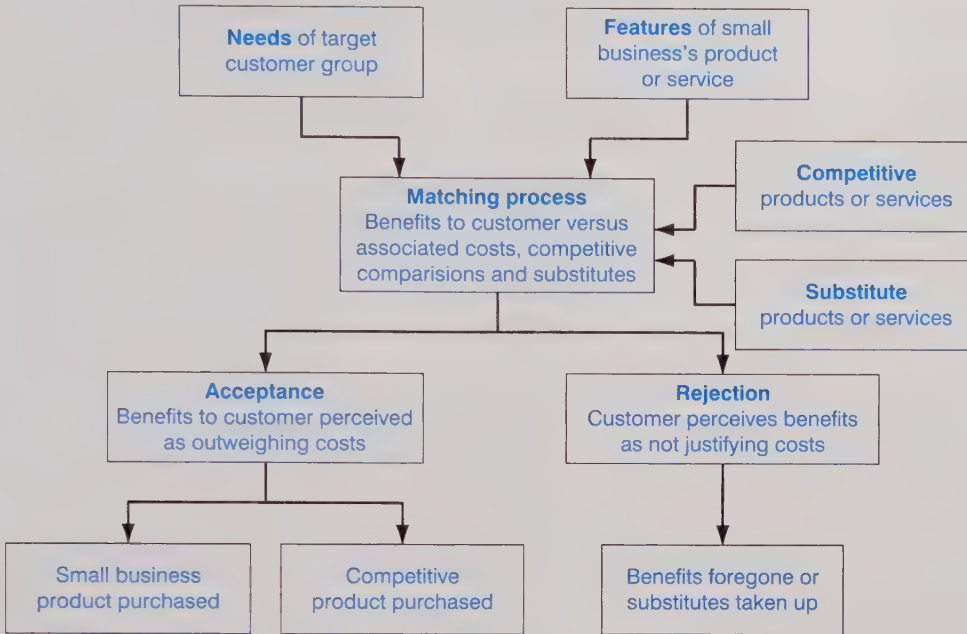 Needs of target
customer group
Features of small
business's product
or service
Matching process
Benefits to customer versus
associated costs, competitive
comparisions and substitutes
Competitive
products or services
Substitute
products or services
Acceptance
Benefits to customer perceived
as outweighing costs
Rejection
Customer perceives benefits
as not justifying costs
Small business
product purchased
Competitive
product purchased
Benefits foregone or
substitutes taken up